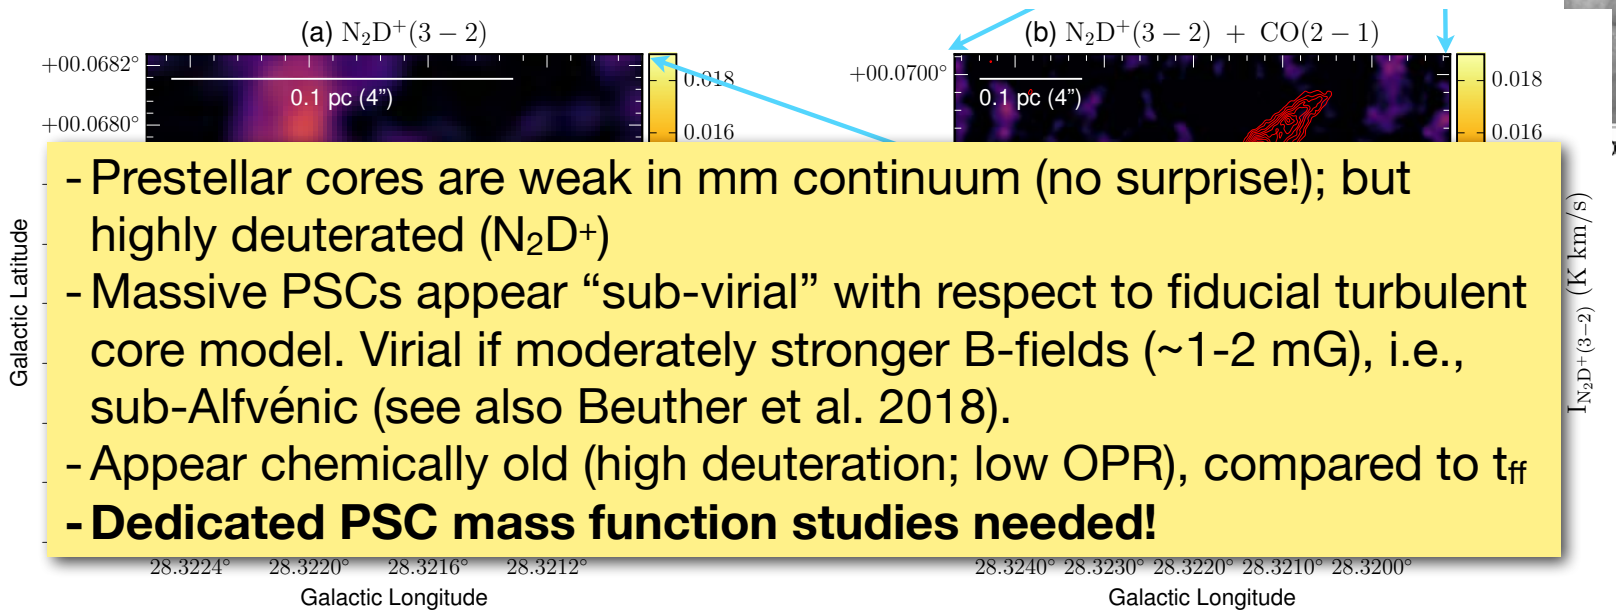 (a) N₂D⁺(3 − 2)
(b) N₂D⁺(3 − 2) + CO(2 − 1)
+00.0682°
0.1 pc (4”)
0.018
+00.0700°
0.1 pc (4”)
0.018
+00.0680°
0.016
0.016
- Prestellar cores are weak in mm continuum (no surprise!); but
highly deuterated (N₂D⁺)
- Massive PSCs appear “sub-virial” with respect to fiducial turbulent
core model. Virial if moderately stronger B-fields (~1-2 mG), i.e.,
sub-Alfvénic (see also Beuther et al. 2018).
- Appear chemically old (high deuteration; low OPR), compared to tff
- Dedicated PSC mass function studies needed!
Galactic Latitude
I N₂D⁺(3−2) (K km/s)
28.3224° 28.3220° 28.3216° 28.3212°
28.3240° 28.3230° 28.3220° 28.3210° 28.3200°
Galactic Longitude
Galactic Longitude